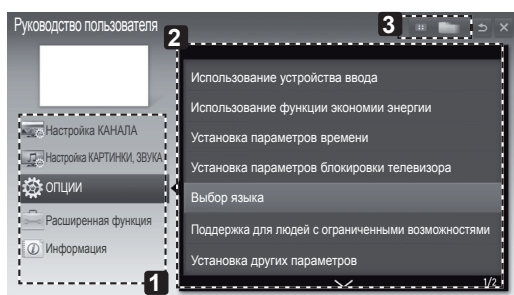 Руководство пользователя
3
2
Настройка КАНАЛА
Настройка КАРТИНКИ, ЗВУКА
ОПЦИИ
Расширенная функция
Информация
1
Использование устройства ввода
Использование функции экономии энергии
Установка параметров времени
Установка параметров блокировки телевизора
Выбор языка
Поддержка для людей с ограниченными возможностями
Установка других параметров
1/2